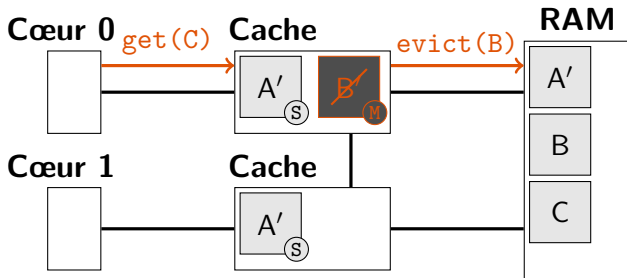 Cœur 0 Cache RAM
get(C) evict(B)
A′ B′ A′
S M
B
Cœur 1 Cache
A′ C
S